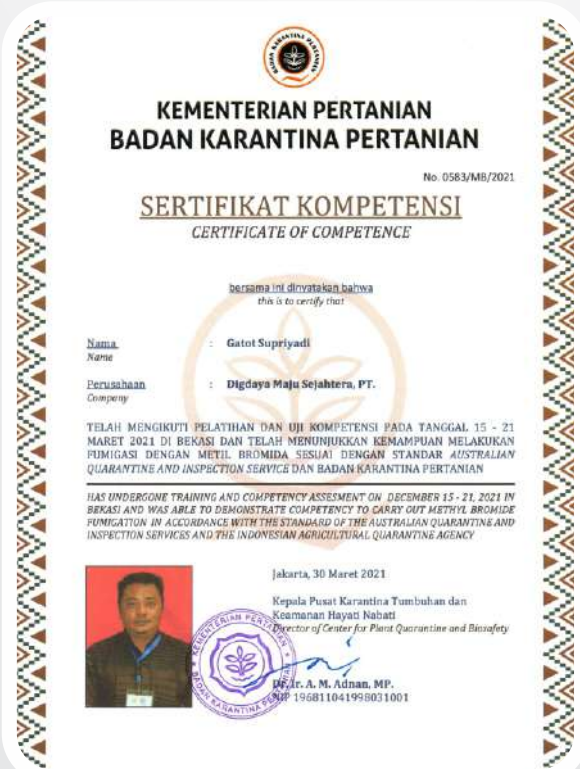 BADAN KARANTINA PERTANIAN
KEMENTERIAN PERTANIAN
BADAN KARANTINA PERTANIAN
No. 0583/MB/2021
SERTIFIKAT KOMPETENSI
CERTIFICATE OF COMPETENCE
bersama ini dinyatakan bahwa
this is to certify that
Nama : Gatot Supriyadi
Name
Perusahaan : Digdaya Maju Sejahtera, PT.
Company
TELAH MENGIKUTI PELATIHAN DAN UJI KOMPETENSI PADA TANGGAL 15 - 21
MARET 2021 DI BEKASI DAN TELAH MENUNJUKKAN KEMAMPUAN MELAKUKAN
FUMIGASI DENGAN METIL BROMIDA SESUAI DENGAN STANDAR AUSTRALIAN
QUARANTINE AND INSPECTION SERVICE DAN BADAN KARANTINA PERTANIAN
HAS UNDERGONE TRAINING AND COMPETENCY ASSESMENT ON DECEMBER 15 - 21, 2021 IN
BEKASI AND WAS ABLE TO DEMONSTRATE COMPETENCY TO CARRY OUT METHYL BROMIDE
FUMIGATION IN ACCORDANCE WITH THE STANDARD OF THE AUSTRALIAN QUARANTINE AND
INSPECTION SERVICES AND THE INDONESIAN AGRICULTURAL QUARANTINE AGENCY
Jakarta, 30 Maret 2021
Kepala Pusat Karantina Tumbuhan dan
Keamanan Hayati Nabati
Director of Center for Plant Quarantine and Biosafety
KEMENTERIAN PERTANIAN
BADAN KARANTINA PERTANIAN
Dr. Ir. A. M. Adnan, MP.
NIP 196811041998031001